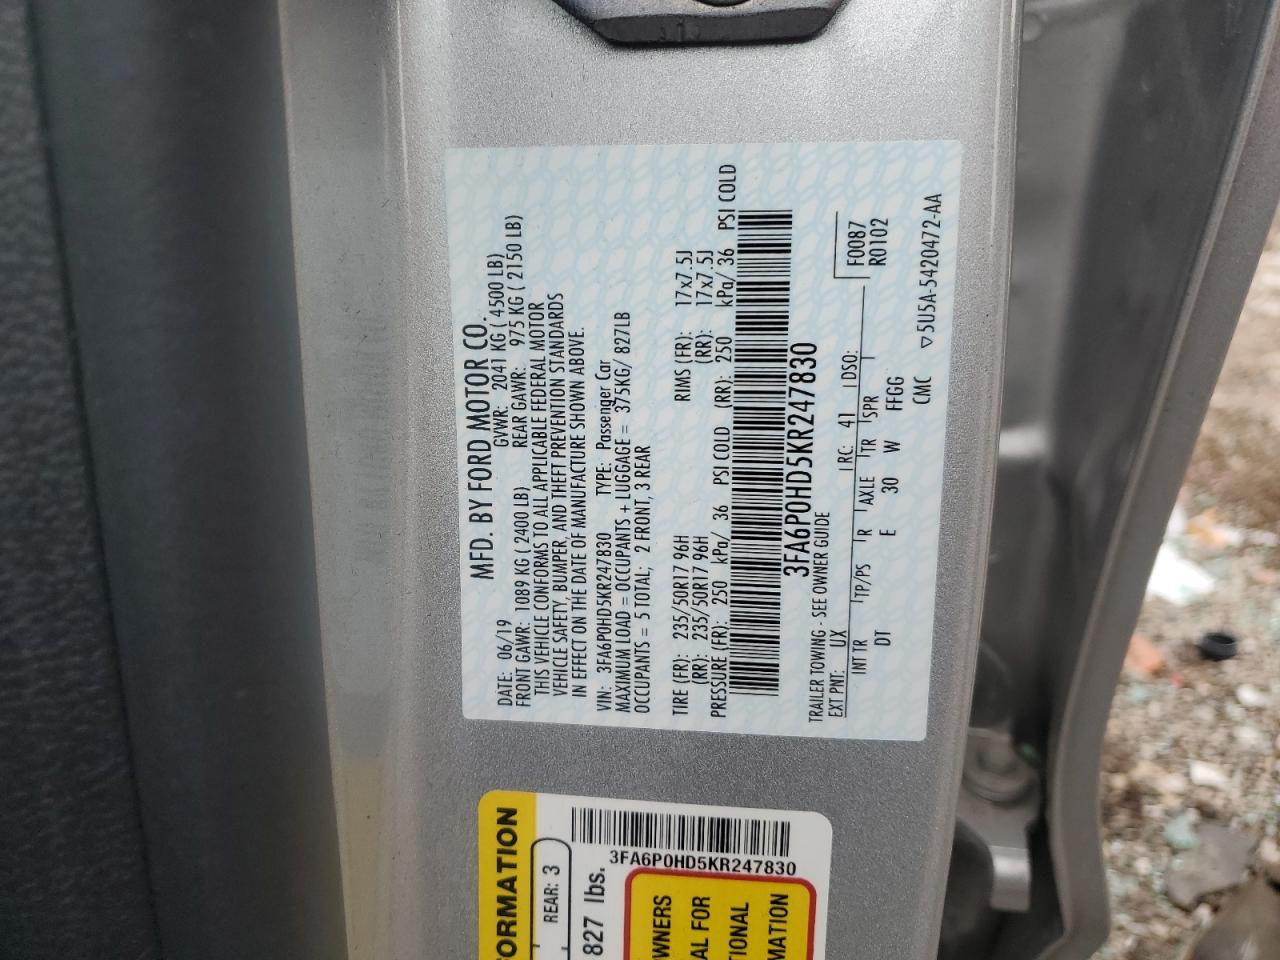 MFD. BY FORD MOTOR CO.
DATE: 06/19 GVWR: 2041 KG ( 4500 LB)
FRONT GAWR: 1089 KG ( 2400 LB) REAR GAWR: 975 KG ( 2150 LB)
THIS VEHICLE CONFORMS TO ALL APPLICABLE FEDERAL MOTOR
VEHICLE SAFETY, BUMPER, AND THEFT PREVENTION STANDARDS
IN EFFECT ON THE DATE OF MANUFACTURE SHOWN ABOVE.
VIN: 3FA6P0HD5KR247830 TYPE: Passenger Car
MAXIMUM LOAD = OCCUPANTS + LUGGAGE = 375KG/ 827LB
OCCUPANTS = 5 TOTAL; 2 FRONT, 3 REAR
TIRE (FR): 235/50R17 96H RIMS (FR): 17x7.5J
(RR): 235/50R17 96H (RR): 17x7.5J
PRESSURE (FR): 250 kPa/ 36 PSI COLD (RR): 250 kPa/ 36 PSI COLD
3FA6P0HD5KR247830
TRAILER TOWING - SEE OWNER GUIDE
EXT PNT: UX RC: 41 DSO: F0087
R0102
INT TR TP/PS R AXLE TR SPR
DT E 30 W FFGG
CMC ▽5U5A-5420472-AA
ORMATION
REAR: 3
827 lbs.
3FA6P0HD5KR247830
WNERS
AL FOR
TIONAL
MATION